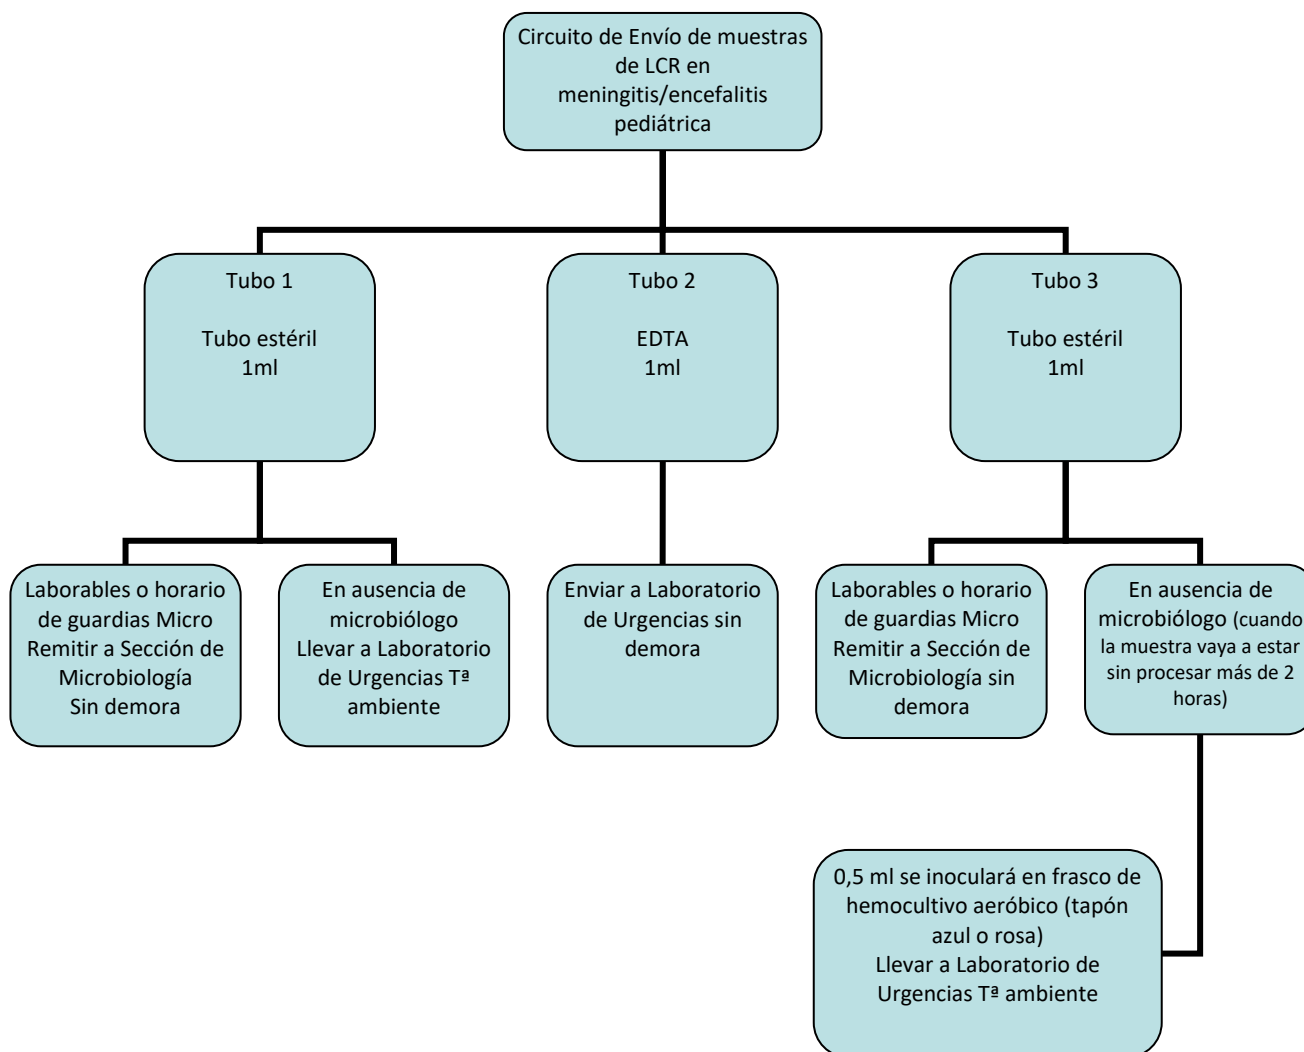 Circuito de Envío de muestras
de LCR en
meningitis/encefalitis
pediátrica
Tubo 1
Tubo estéril
1ml
Tubo 2
EDTA
1ml
Tubo 3
Tubo estéril
1ml
Laborables o horario
de guardias Micro
Remitir a Sección de
Microbiología
Sin demora
En ausencia de
microbiólogo
Llevar a Laboratorio
de Urgencias Tª
ambiente
Enviar a Laboratorio
de Urgencias sin
demora
Laborables o horario
de guardias Micro
Remitir a Sección de
Microbiología sin
demora
En ausencia de
microbiólogo (cuando
la muestra vaya a estar
sin procesar más de 2
horas)
0,5 ml se inoculará en frasco de
hemocultivo aeróbico (tapón
azul o rosa)
Llevar a Laboratorio de
Urgencias Tª ambiente